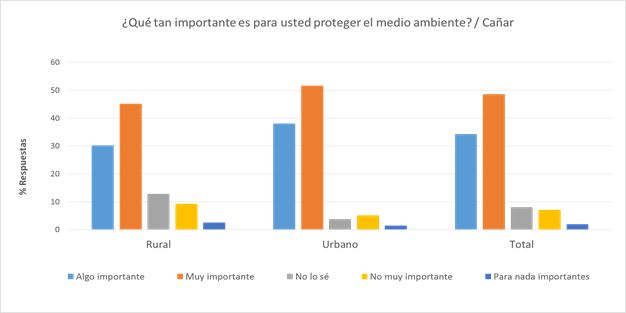 ¿Qué tan importante es para usted proteger el medio ambiente? / Cañar
% Respuestas
60
50
40
30
20
10
0
Rural
Urbano
Total
Algo importante
Muy importante
No lo sé
No muy importante
Para nada importantes